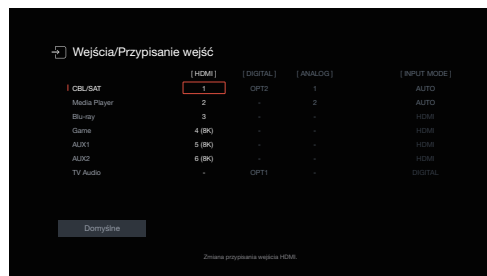 Wejścia/Przypisanie wejść
[ HDMI ] [ DIGITAL ] [ ANALOG ] [ INPUT MODE ]
CBL/SAT 1 OPT2 1 AUTO
Media Player 2 - 2 AUTO
Blu-ray 3 - - HDMI
Game 4 (8K) - - HDMI
AUX1 5 (8K) - - HDMI
AUX2 6 (8K) - - HDMI
TV Audio - OPT1 - DIGITAL
Domyślne
Zmiana przypisania wejścia HDMI.